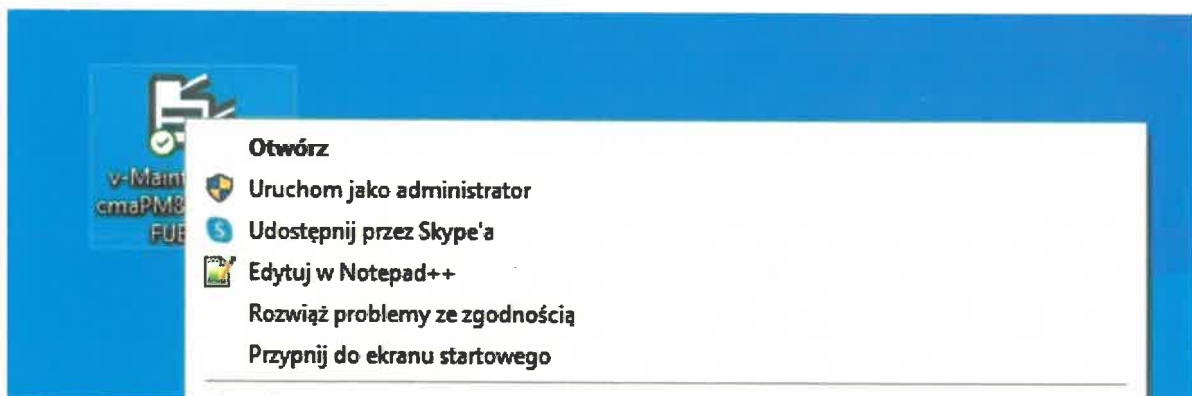 v-Maint
cmaPM8
FUE
Otwórz
Uruchom jako administrator
Udostępnij przez Skype'a
Edytuj w Notepad++
Rozwiąż problemy ze zgodnością
Przypnij do ekranu startowego